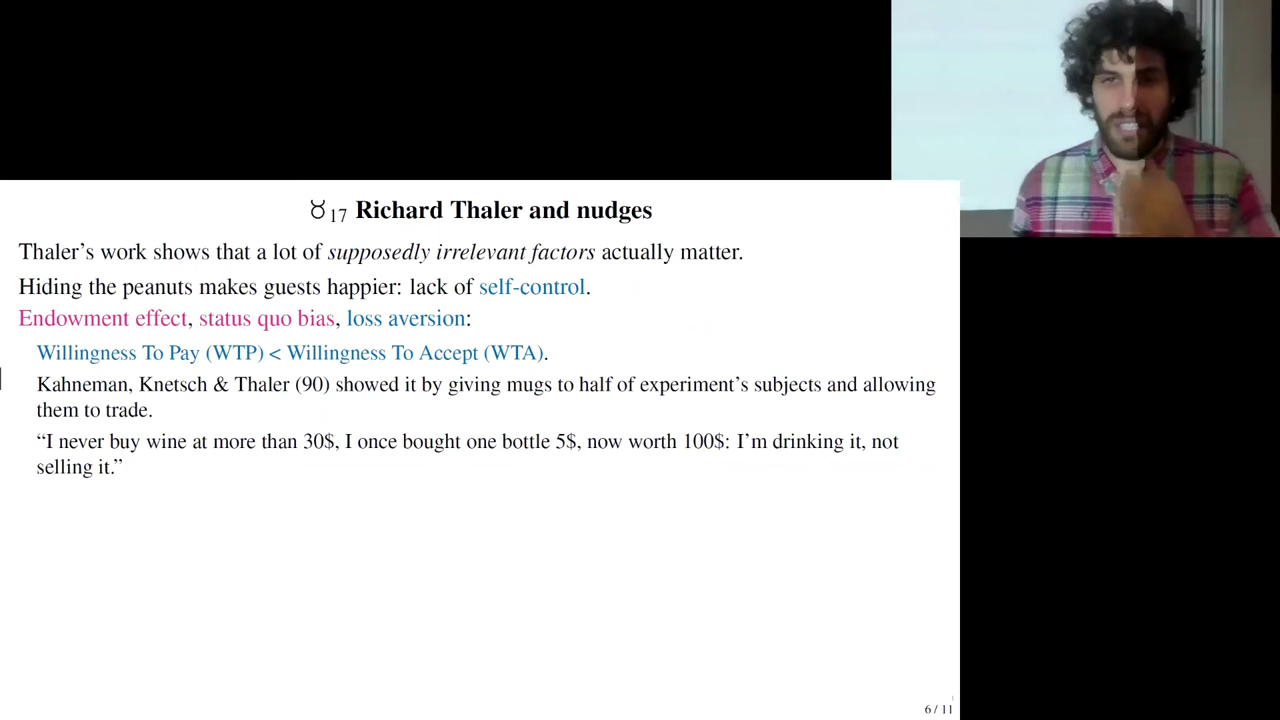 ♉17 Richard Thaler and nudges
Thaler's work shows that a lot of supposedly irrelevant factors actually matter.
Hiding the peanuts makes guests happier: lack of self-control.
Endowment effect, status quo bias, loss aversion:
Willingness To Pay (WTP) < Willingness To Accept (WTA).
Kahneman, Knetsch & Thaler (90) showed it by giving mugs to half of experiment's subjects and allowing
them to trade.
“I never buy wine at more than 30$, I once bought one bottle 5$, now worth 100$: I'm drinking it, not
selling it.”
6 / 11